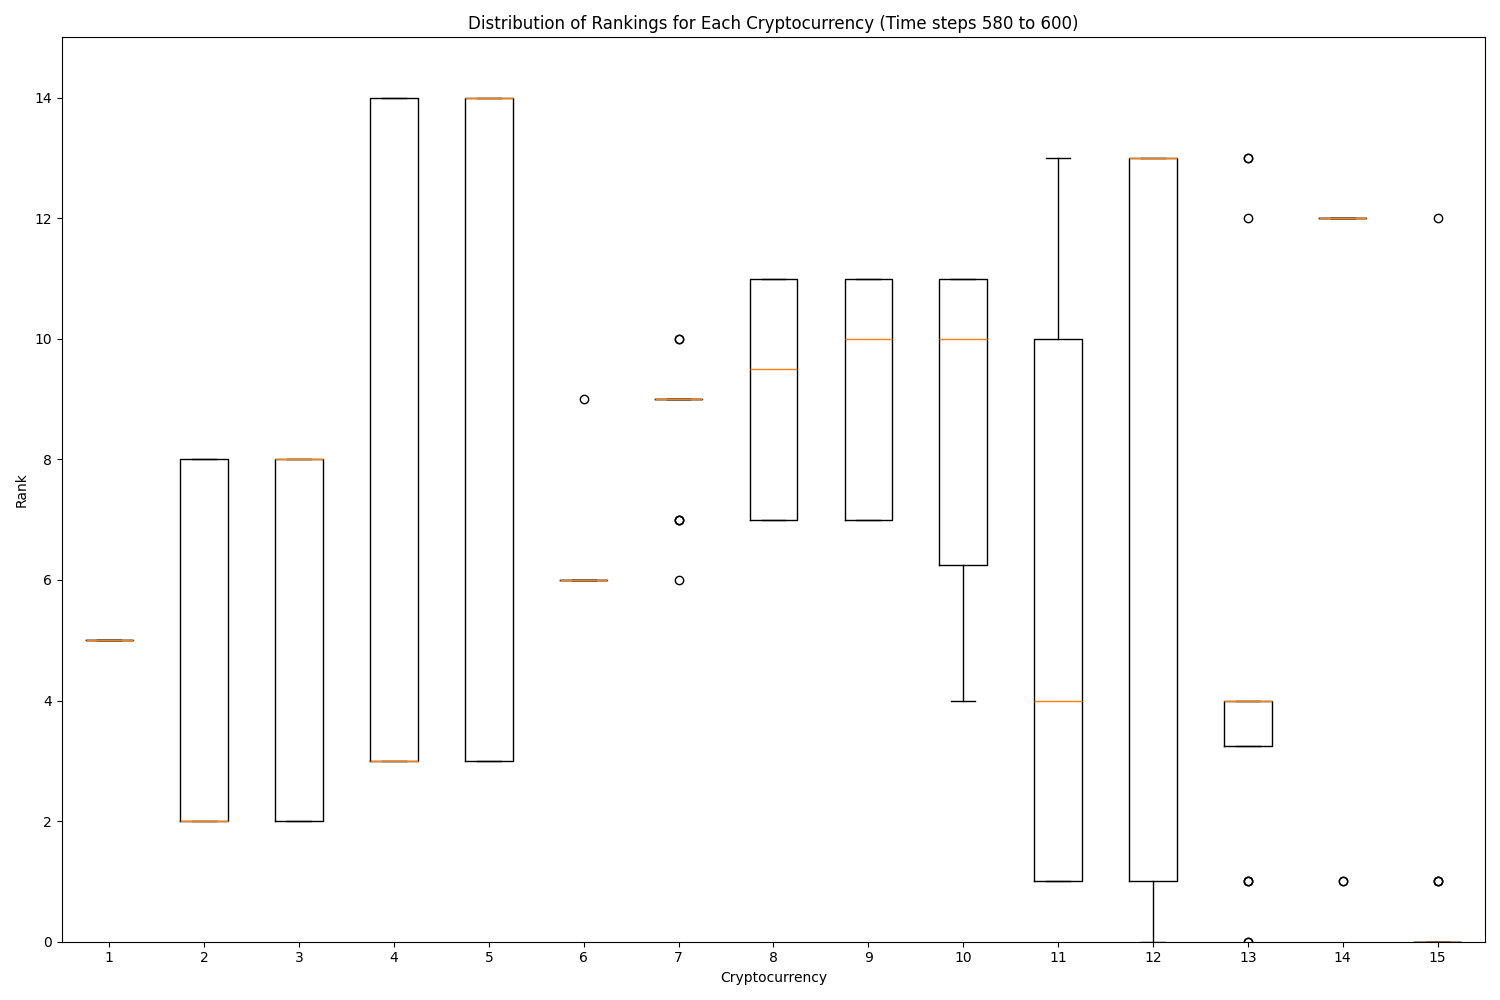 Distribution of Rankings for Each Cryptocurrency (Time steps 580 to 600)
14
12
10
8
6
4
2
0
Rank
1 2 3 4 5 6 7 8 9 10 11 12 13 14 15
Cryptocurrency